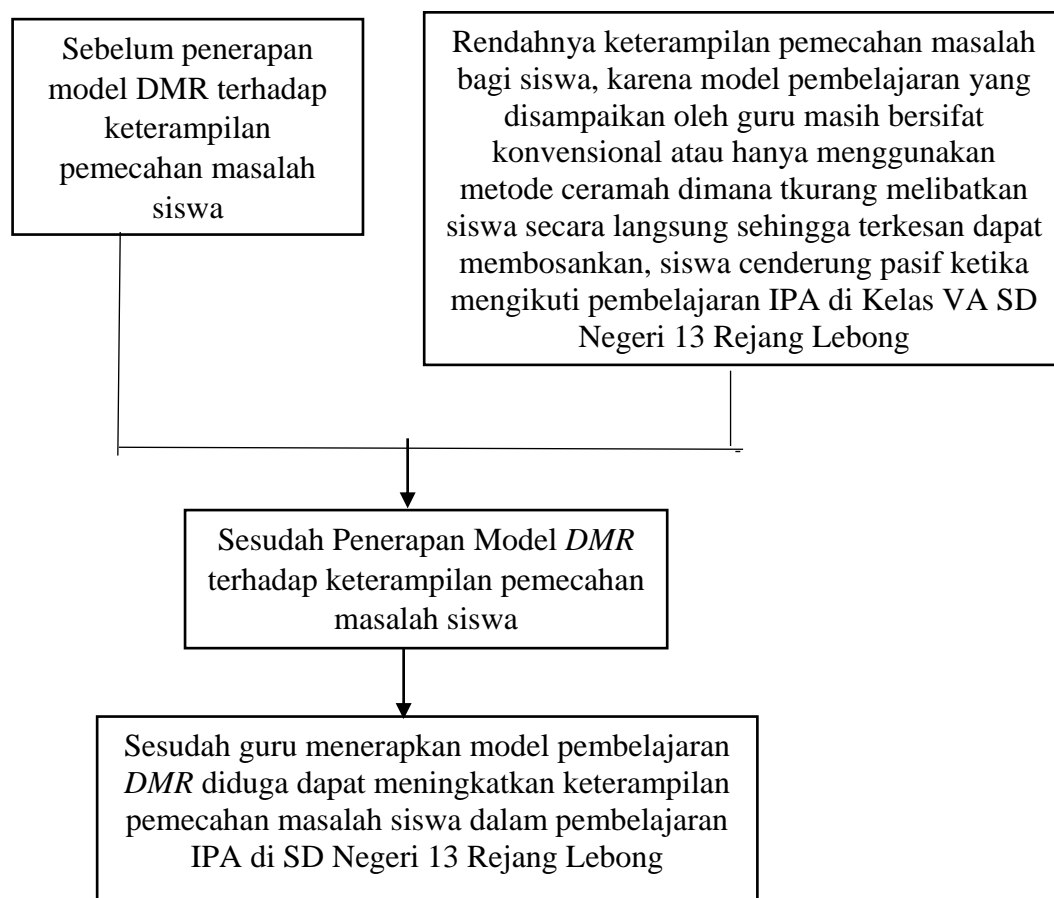 Sebelum penerapan
model DMR terhadap
keterampilan
pemecahan masalah
siswa
Rendahnya keterampilan pemecahan masalah
bagi siswa, karena model pembelajaran yang
disampaikan oleh guru masih bersifat
konvensional atau hanya menggunakan
metode ceramah dimana tkurang melibatkan
siswa secara langsung sehingga terkesan dapat
membosankan, siswa cenderung pasif ketika
mengikuti pembelajaran IPA di Kelas VA SD
Negeri 13 Rejang Lebong
Sesudah Penerapan Model DMR
terhadap keterampilan pemecahan
masalah siswa
Sesudah guru menerapkan model pembelajaran
DMR diduga dapat meningkatkan keterampilan
pemecahan masalah siswa dalam pembelajaran
IPA di SD Negeri 13 Rejang Lebong